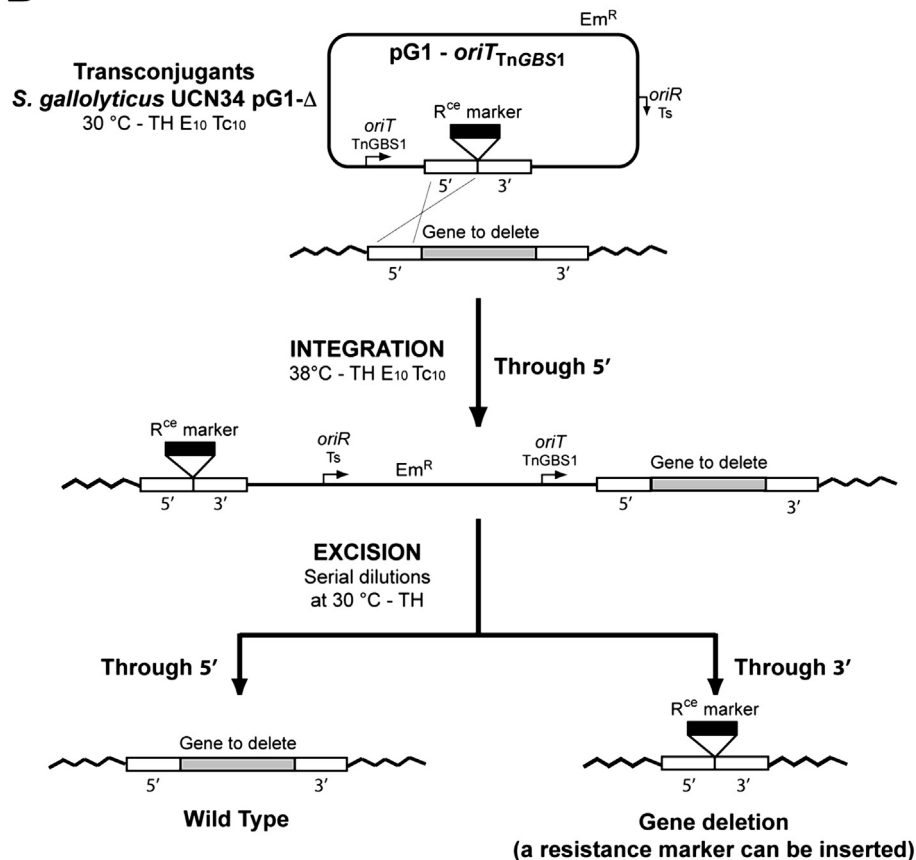 Em^R
pG1 - oriT_TnGBS1
Transconjugants
S. gallolyticus UCN34 pG1-Δ
30 °C - TH E10 Tc10
oriR
Ts
R^ce marker
oriT
TnGBS1
5′ 3′
Gene to delete
5′ 3′
INTEGRATION
38°C - TH E10 Tc10
Through 5′
R^ce marker
oriR
Ts
Em^R
oriT
TnGBS1
Gene to delete
5′ 3′ 5′ 3′
EXCISION
Serial dilutions
at 30 °C - TH
Through 5′
Through 3′
R^ce marker
Gene to delete
5′ 3′
5′ 3′
Wild Type
Gene deletion
(a resistance marker can be inserted)